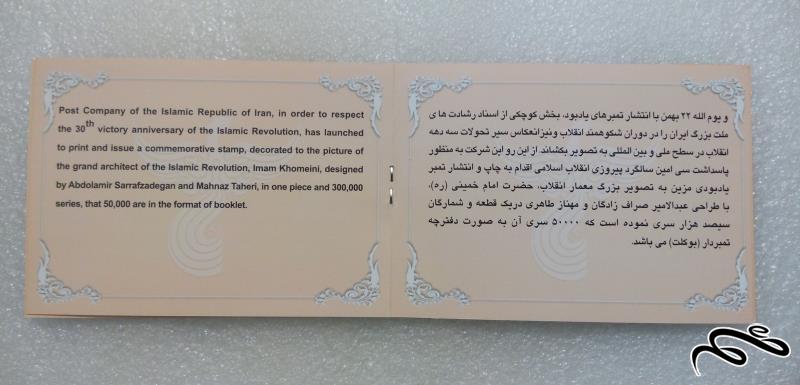 Post Company of the Islamic Republic of Iran, in order to respect
the 30th victory anniversary of the Islamic Revolution, has launched
to print and issue a commemorative stamp, decorated to the picture of
the grand architect of the Islamic Revolution, Imam Khomeini, designed
by Abdolamir Sarrafzadegan and Mahnaz Taheri, in one piece and 300,000
series, that 50,000 are in the format of booklet.
و یوم الله ۲۲ بهمن با انتشار تمبرهای یادبود، بخش کوچکی از اسناد رشادت های
ملت بزرگ ایران را در دوران شکوهمند انقلاب ونیزانعکاس سیر تحولات سه دهه
انقلاب در سطح ملی و بین المللی به تصویر بکشاند. از این رو این شرکت به منظور
پاسداشت سی امین سالگرد پیروزی انقلاب اسلامی اقدام به چاپ و انتشار تمبر
یادبودی مزین به تصویر بزرگ معمار انقلاب، حضرت امام خمینی (ره)،
با طراحی عبدالامیر صراف زادگان و مهناز طاهری دریک قطعه و شمارگان
سیصد هزار سری نموده است که ۵۰۰۰۰ سری آن به صورت دفترچه
تمبردار (بوکلت) می باشد.